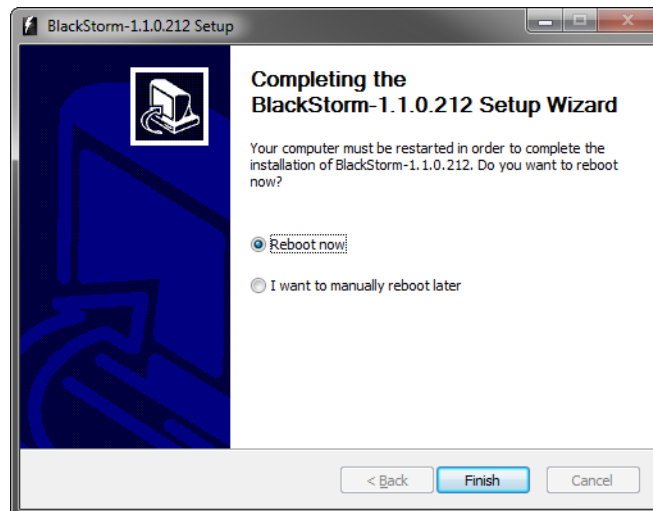 BlackStorm-1.1.0.212 Setup
Completing the
BlackStorm-1.1.0.212 Setup Wizard
Your computer must be restarted in order to complete the
installation of BlackStorm-1.1.0.212. Do you want to reboot
now?
Reboot now
I want to manually reboot later
< Back
Finish
Cancel